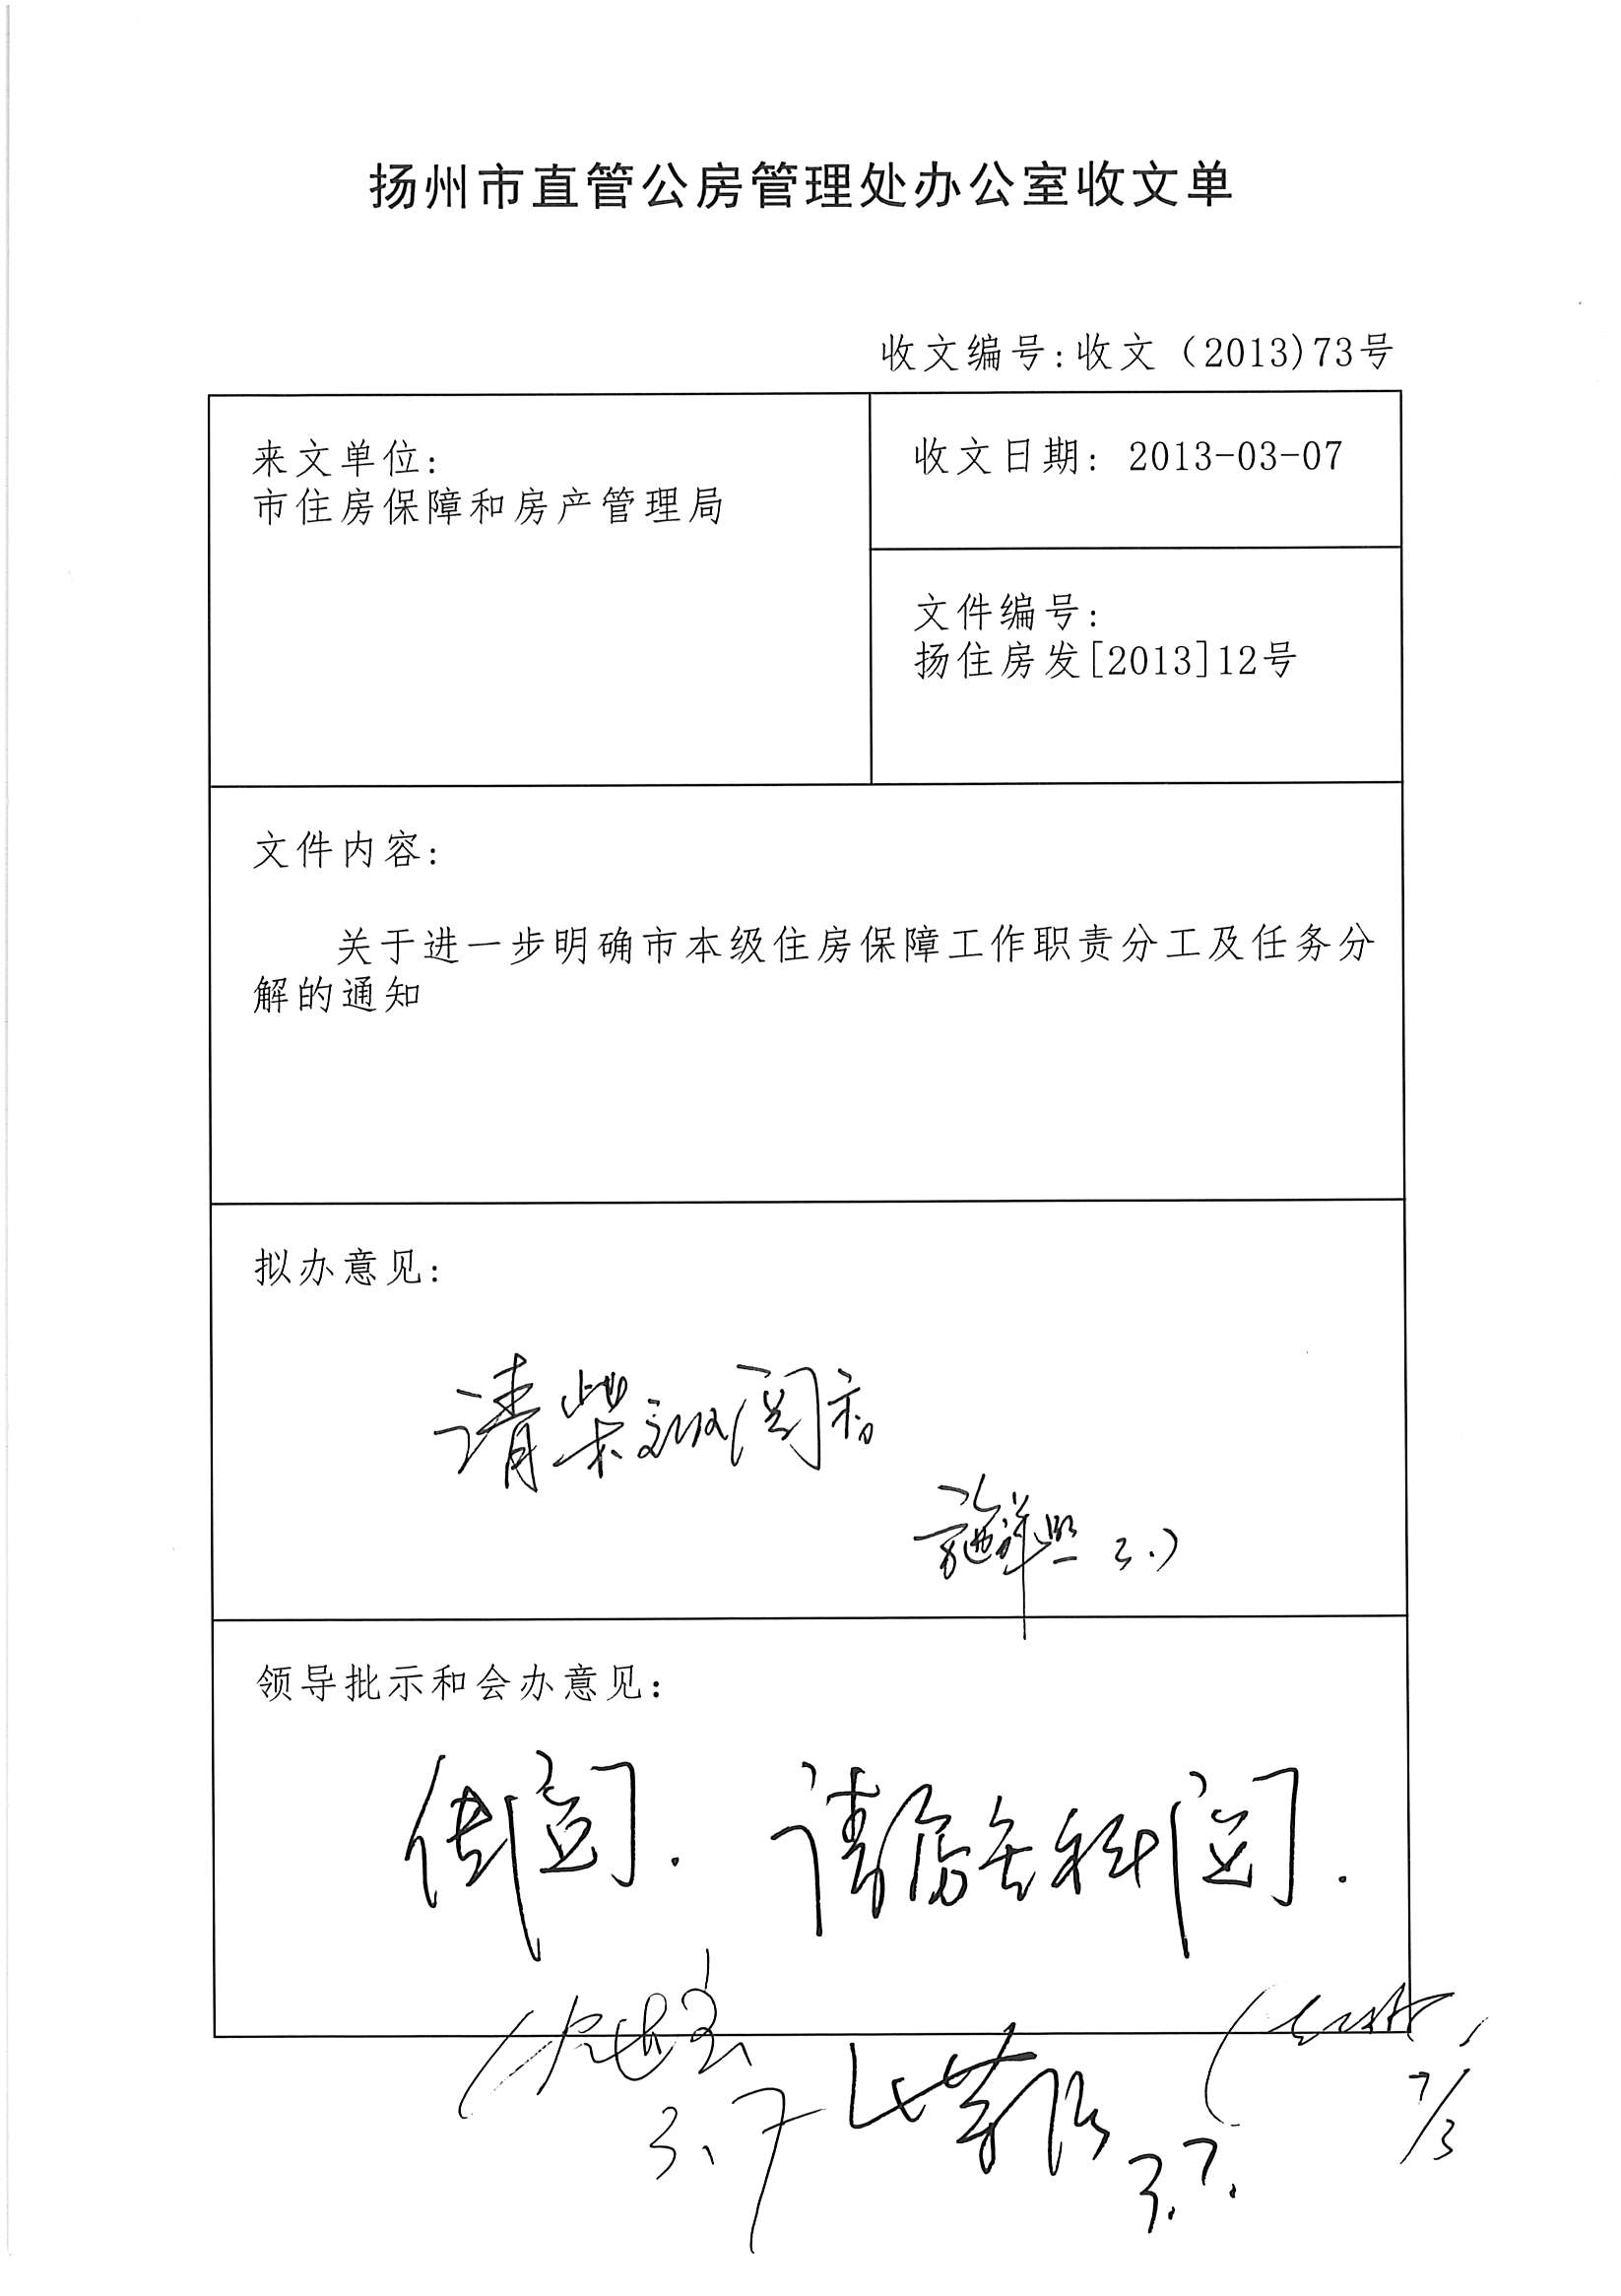 扬州市直管公房管理处办公室收文单
收文编号:收文（2013)73号
来文单位:
市住房保障和房产管理局
收文日期: 2013-03-07
文件编号:
扬住房发[2013]12号
文件内容:
关于进一步明确市本级住房保障工作职责分工及任务分
解的通知
拟办意见:
请柴 阅示
3.7
领导批示和会办意见:
传阅. 请房 科阅.
3.7
3.7.
7/3